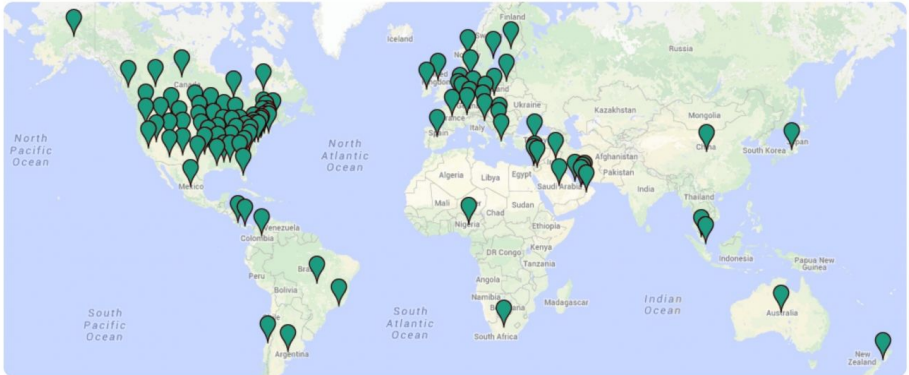 Finland
Iceland
Russia
Canada
Ukraine
Kazakhstan
Mongolia
North
Pacific
Ocean
North
Atlantic
Ocean
Spain
Italy
China
South Korea
Afghanistan
Pakistan
Algeria
Libya
Egypt
Saudi Arabia
India
Mexico
Mali
Chad
Sudan
Thailand
Nigeria
Ethiopia
Venezuela
Colombia
DR Congo
Kenya
Tanzania
Indonesia
Papua New
Guinea
Peru
Bolivia
Angola
Namibia
Madagascar
Indian
Ocean
South
Pacific
Ocean
South
Atlantic
Ocean
Australia
South Africa
Argentina
New
Zealand